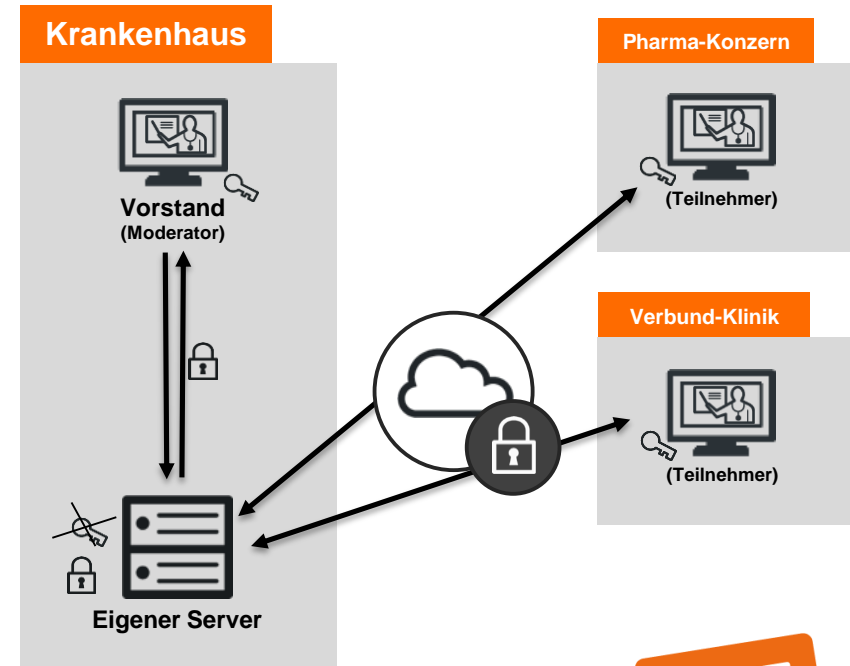 Krankenhaus
Vorstand
(Moderator)
Eigener Server
Pharma-Konzern
(Teilnehmer)
Verbund-Klinik
(Teilnehmer)